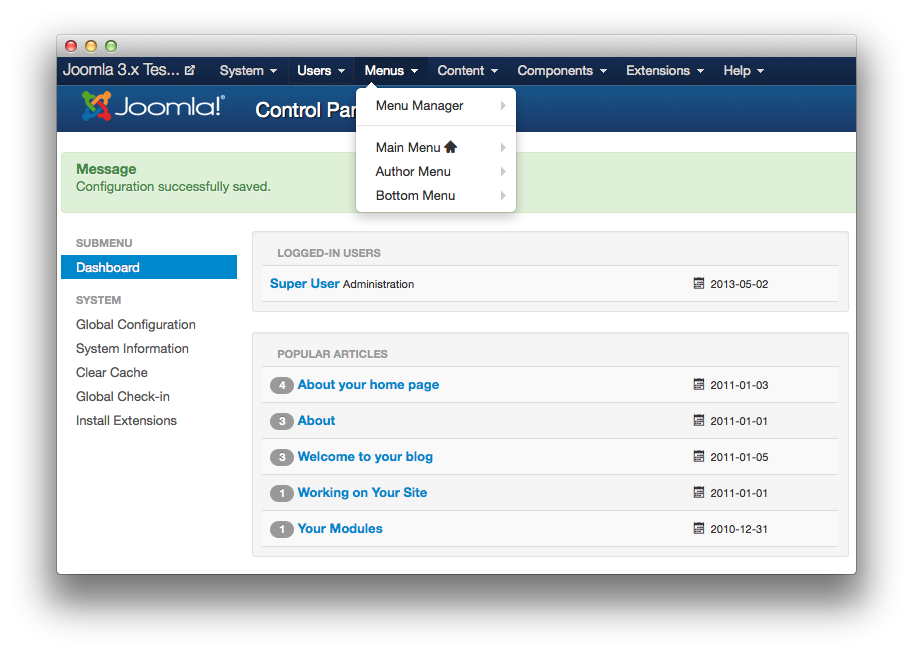 Joomla 3.x Tes... System Users Menus Content Components Extensions Help
Joomla!® Control Par
Menu Manager
Main Menu
Author Menu
Bottom Menu
Message
Configuration successfully saved.
SUBMENU
Dashboard
SYSTEM
Global Configuration
System Information
Clear Cache
Global Check-in
Install Extensions
LOGGED-IN USERS
Super User Administration 2013-05-02
POPULAR ARTICLES
4 About your home page 2011-01-03
3 About 2011-01-01
3 Welcome to your blog 2011-01-05
1 Working on Your Site 2011-01-01
1 Your Modules 2010-12-31